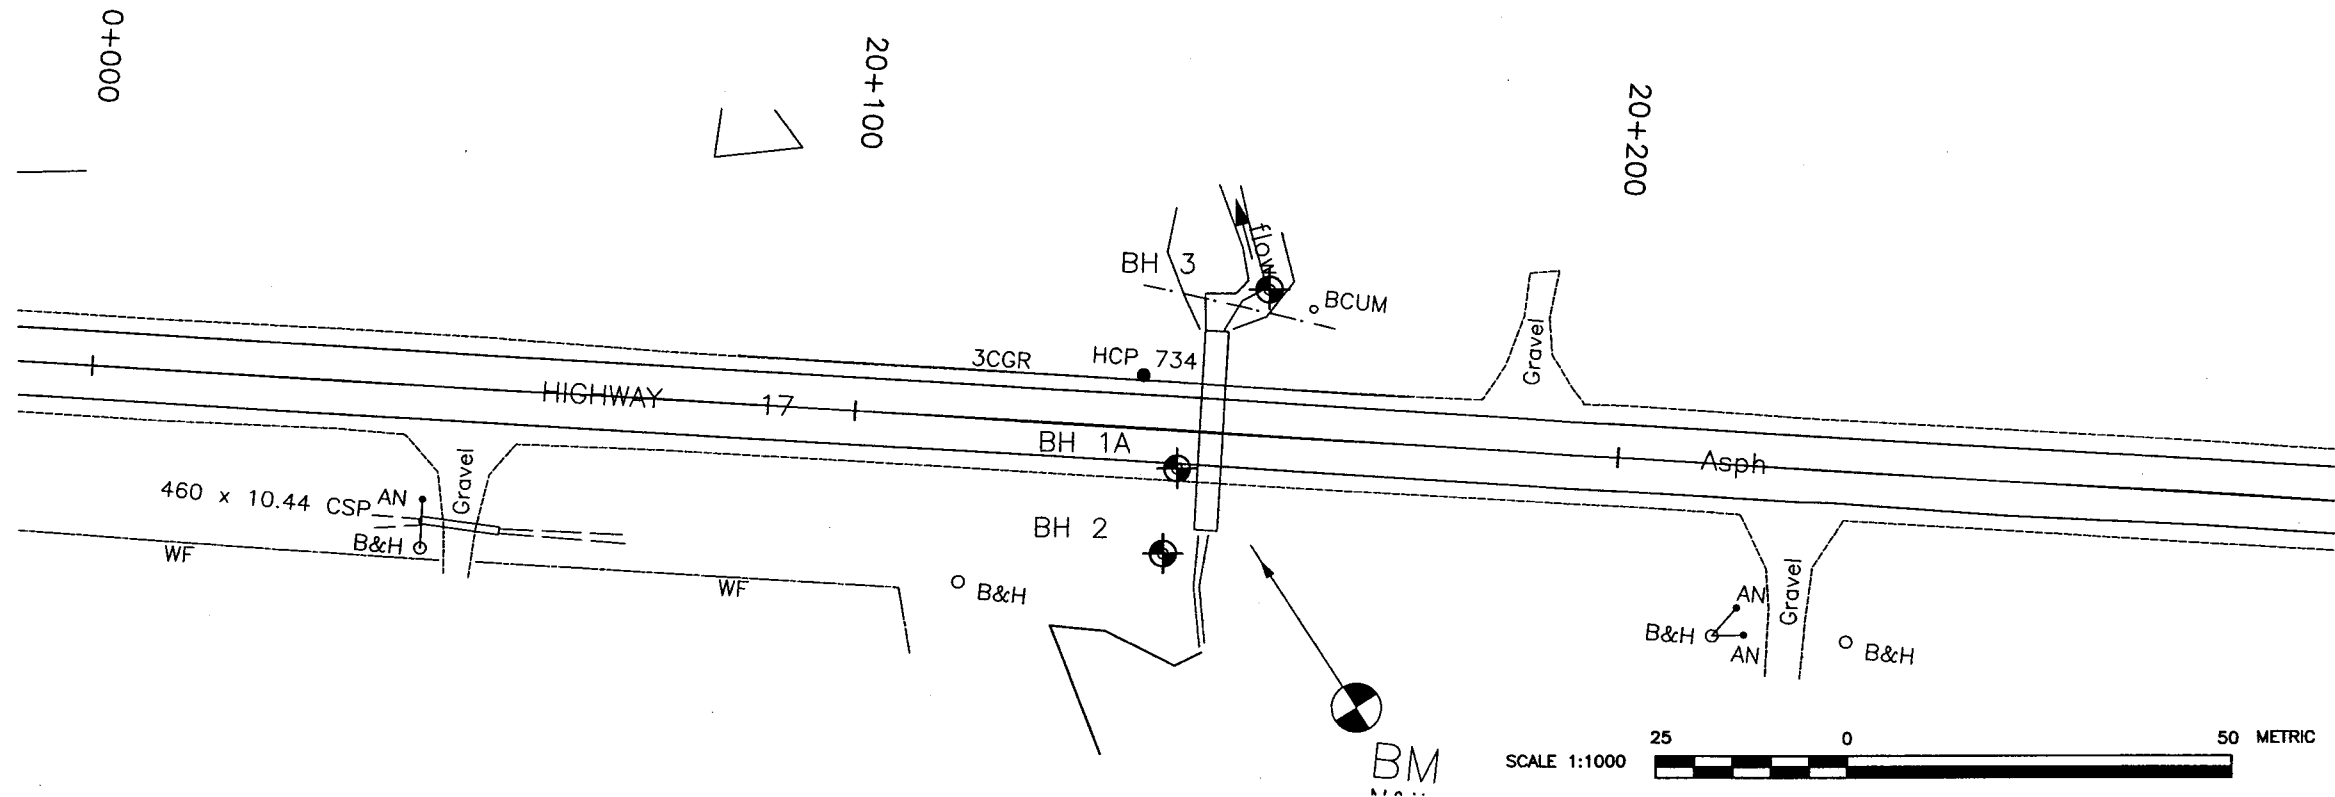 0+000
20+100
20+200
flow
BH 3
BCUM
3CGR
HCP 734
Gravel
HIGHWAY 17
BH 1A
Asph
460 x 10.44 CSP
AN
Gravel
B&H
BH 2
WF
WF
B&H
AN
B&H
AN
Gravel
B&H
BM
25 0 50 METRIC
SCALE 1:1000